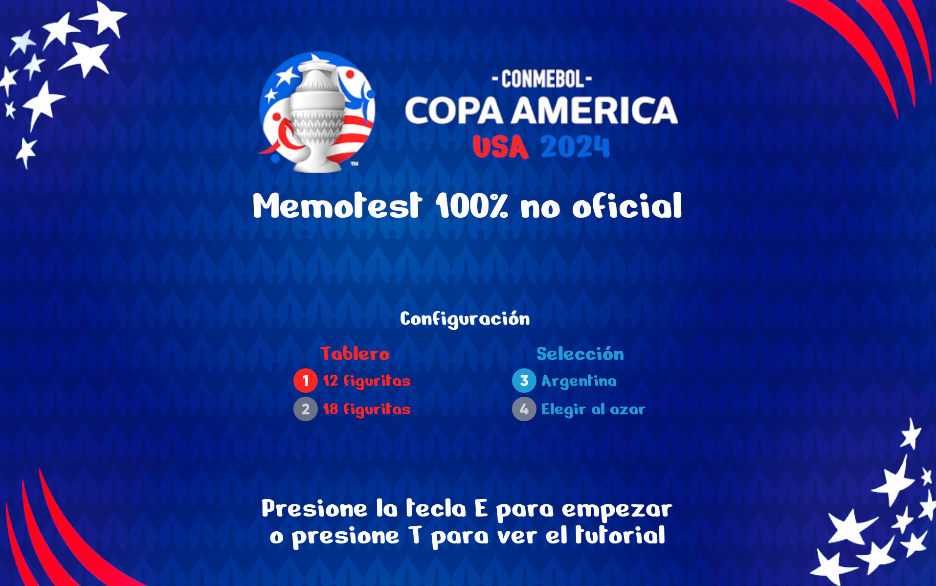 - CONMEBOL -
COPA AMERICA
USA 2024
TM
Memotest 100% no oficial
Configuración
Tablero
1 12 figuritas
2 18 figuritas
Selección
3 Argentina
4 Elegir al azar
Presione la tecla E para empezar
o presione T para ver el tutorial